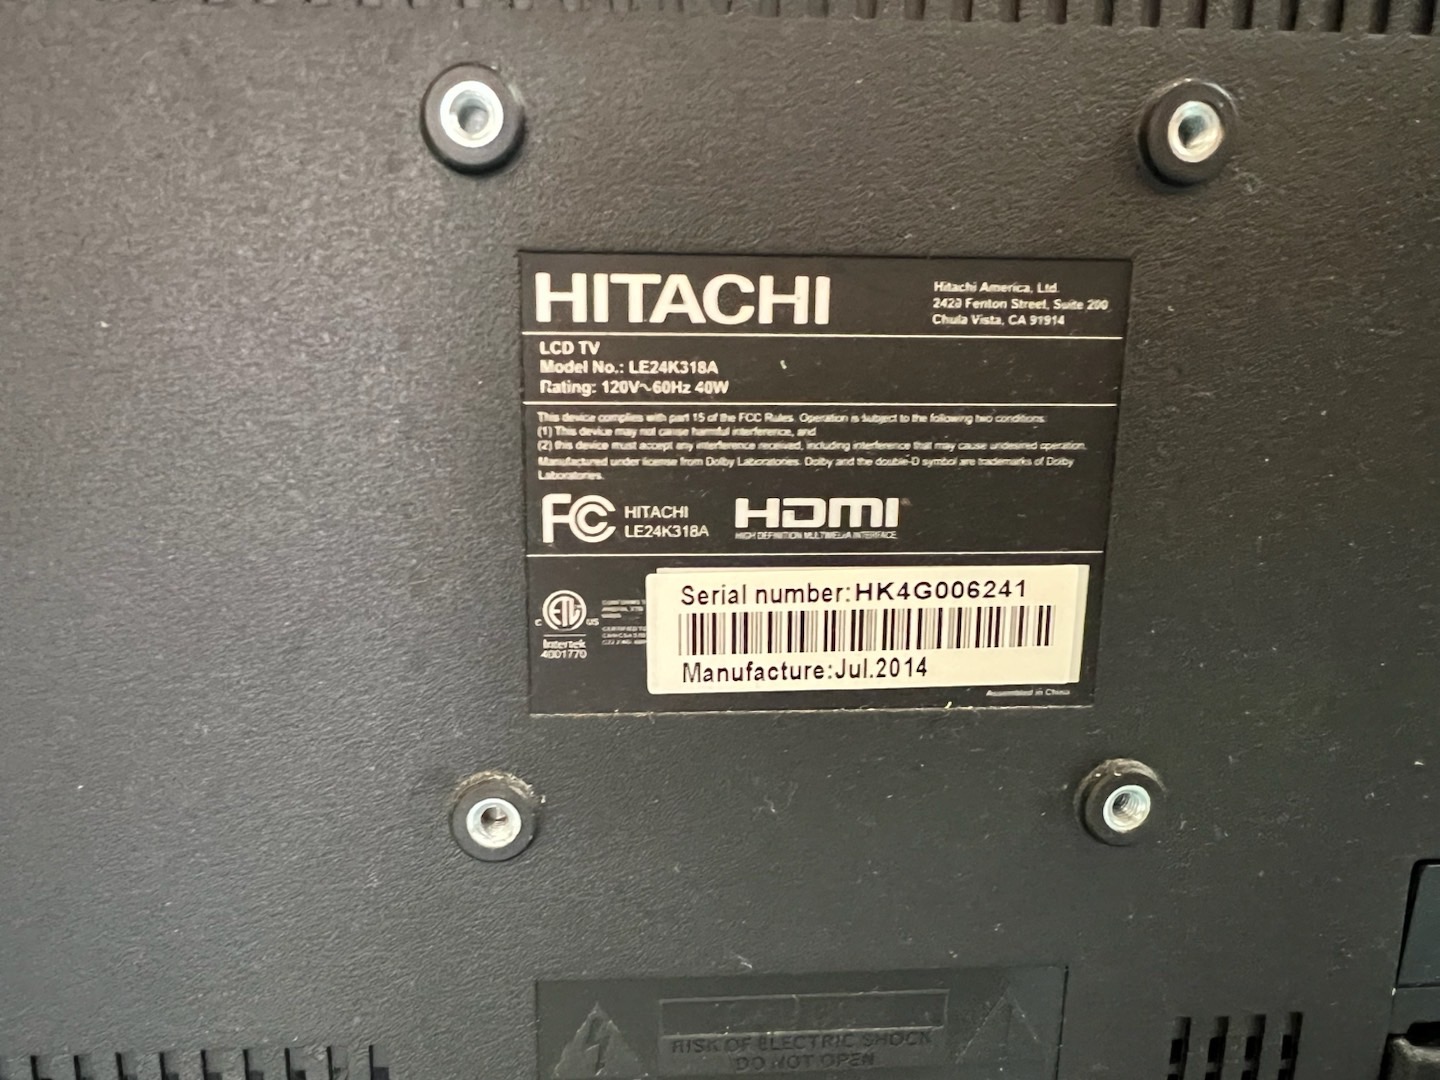 HITACHI
Hitachi America, Ltd.
2420 Fenton Street, Suite 200
Chula Vista, CA 91914
LCD TV
Model No.: LE24K318A
Rating: 120V~60Hz 40W
This device complies with part 15 of the FCC Rules. Operation is subject to the following two conditions:
(1) This device may not cause harmful interference, and
(2) this device must accept any interference received, including interference that may cause undesired operation.
Manufactured under license from Dolby Laboratories. Dolby and the double-D symbol are trademarks of Dolby
Laboratories.
FC
HITACHI
LE24K318A
HDMI
HIGH DEFINITION MULTIMEDIA INTERFACE
C ETL US
Intertek
4001770
CONFORMS T
CERTIFIED TO
Serial number:HK4G006241
Manufacture:Jul.2014
Assembled in China
RISK OF ELECTRIC SHOCK
DO NOT OPEN